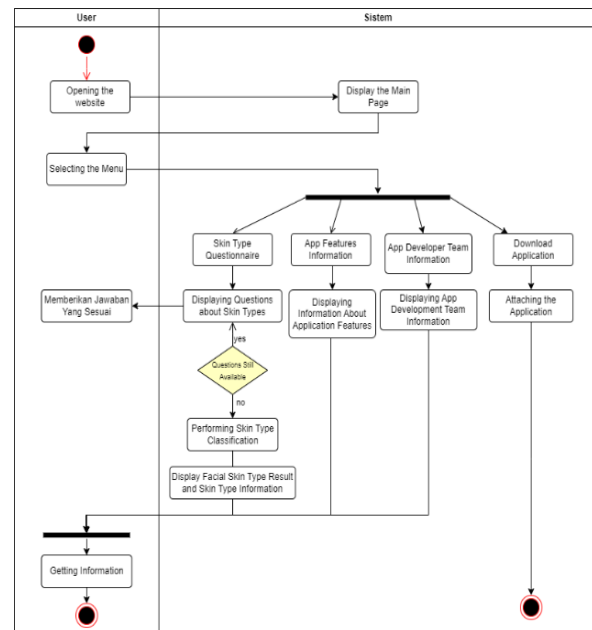 User
Sistem
Opening the
website
Display the Main
Page
Selecting the Menu
Skin Type
Questionnaire
App Features
Information
App Developer Team
Information
Download
Application
Memberikan Jawaban
Yang Sesuai
Displaying Questions
about Skin Types
Displaying
Information About
Application Features
Displaying App
Development Team
Information
Attaching the
Application
yes
Questions Still
Available
no
Performing Skin Type
Classification
Display Facial Skin Type Result
and Skin Type Information
Getting Information